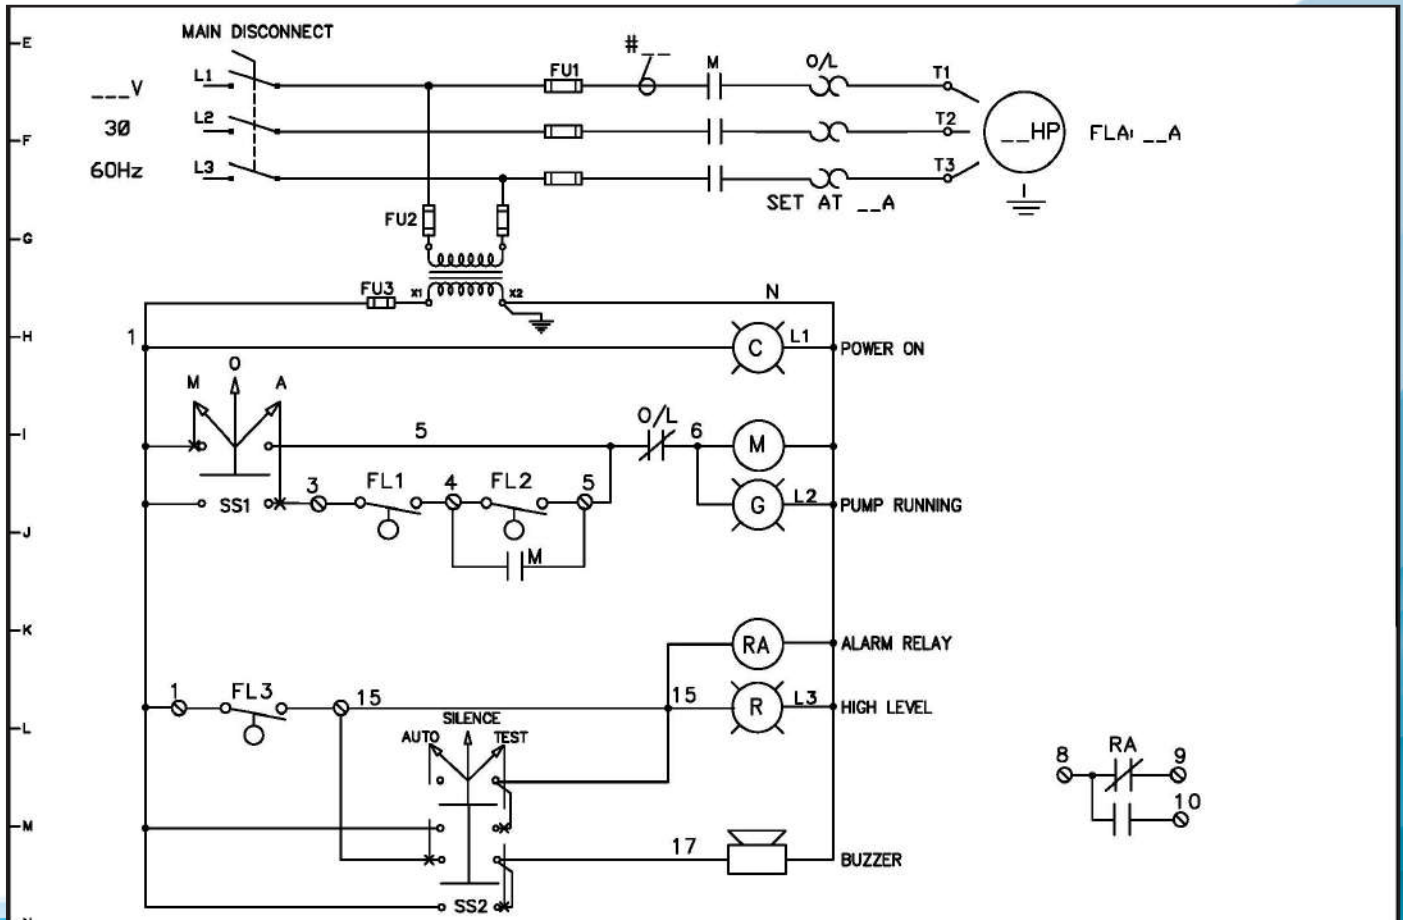 MAIN DISCONNECT
E
___V
L1
FU1
#__
M
O/L
T1
3Ø
L2
T2
__HP
FLA: __A
F
60Hz
L3
T3
SET AT __A
FU2
G
FU3
X1
X2
N
H
1
C
L1
POWER ON
M
O
A
I
5
O/L
6
M
3
FL1
4
FL2
5
SS1
G
L2
PUMP RUNNING
J
M
K
RA
ALARM RELAY
1
FL3
15
15
R
L3
HIGH LEVEL
L
SILENCE
AUTO
TEST
8
RA
9
10
M
17
BUZZER
SS2